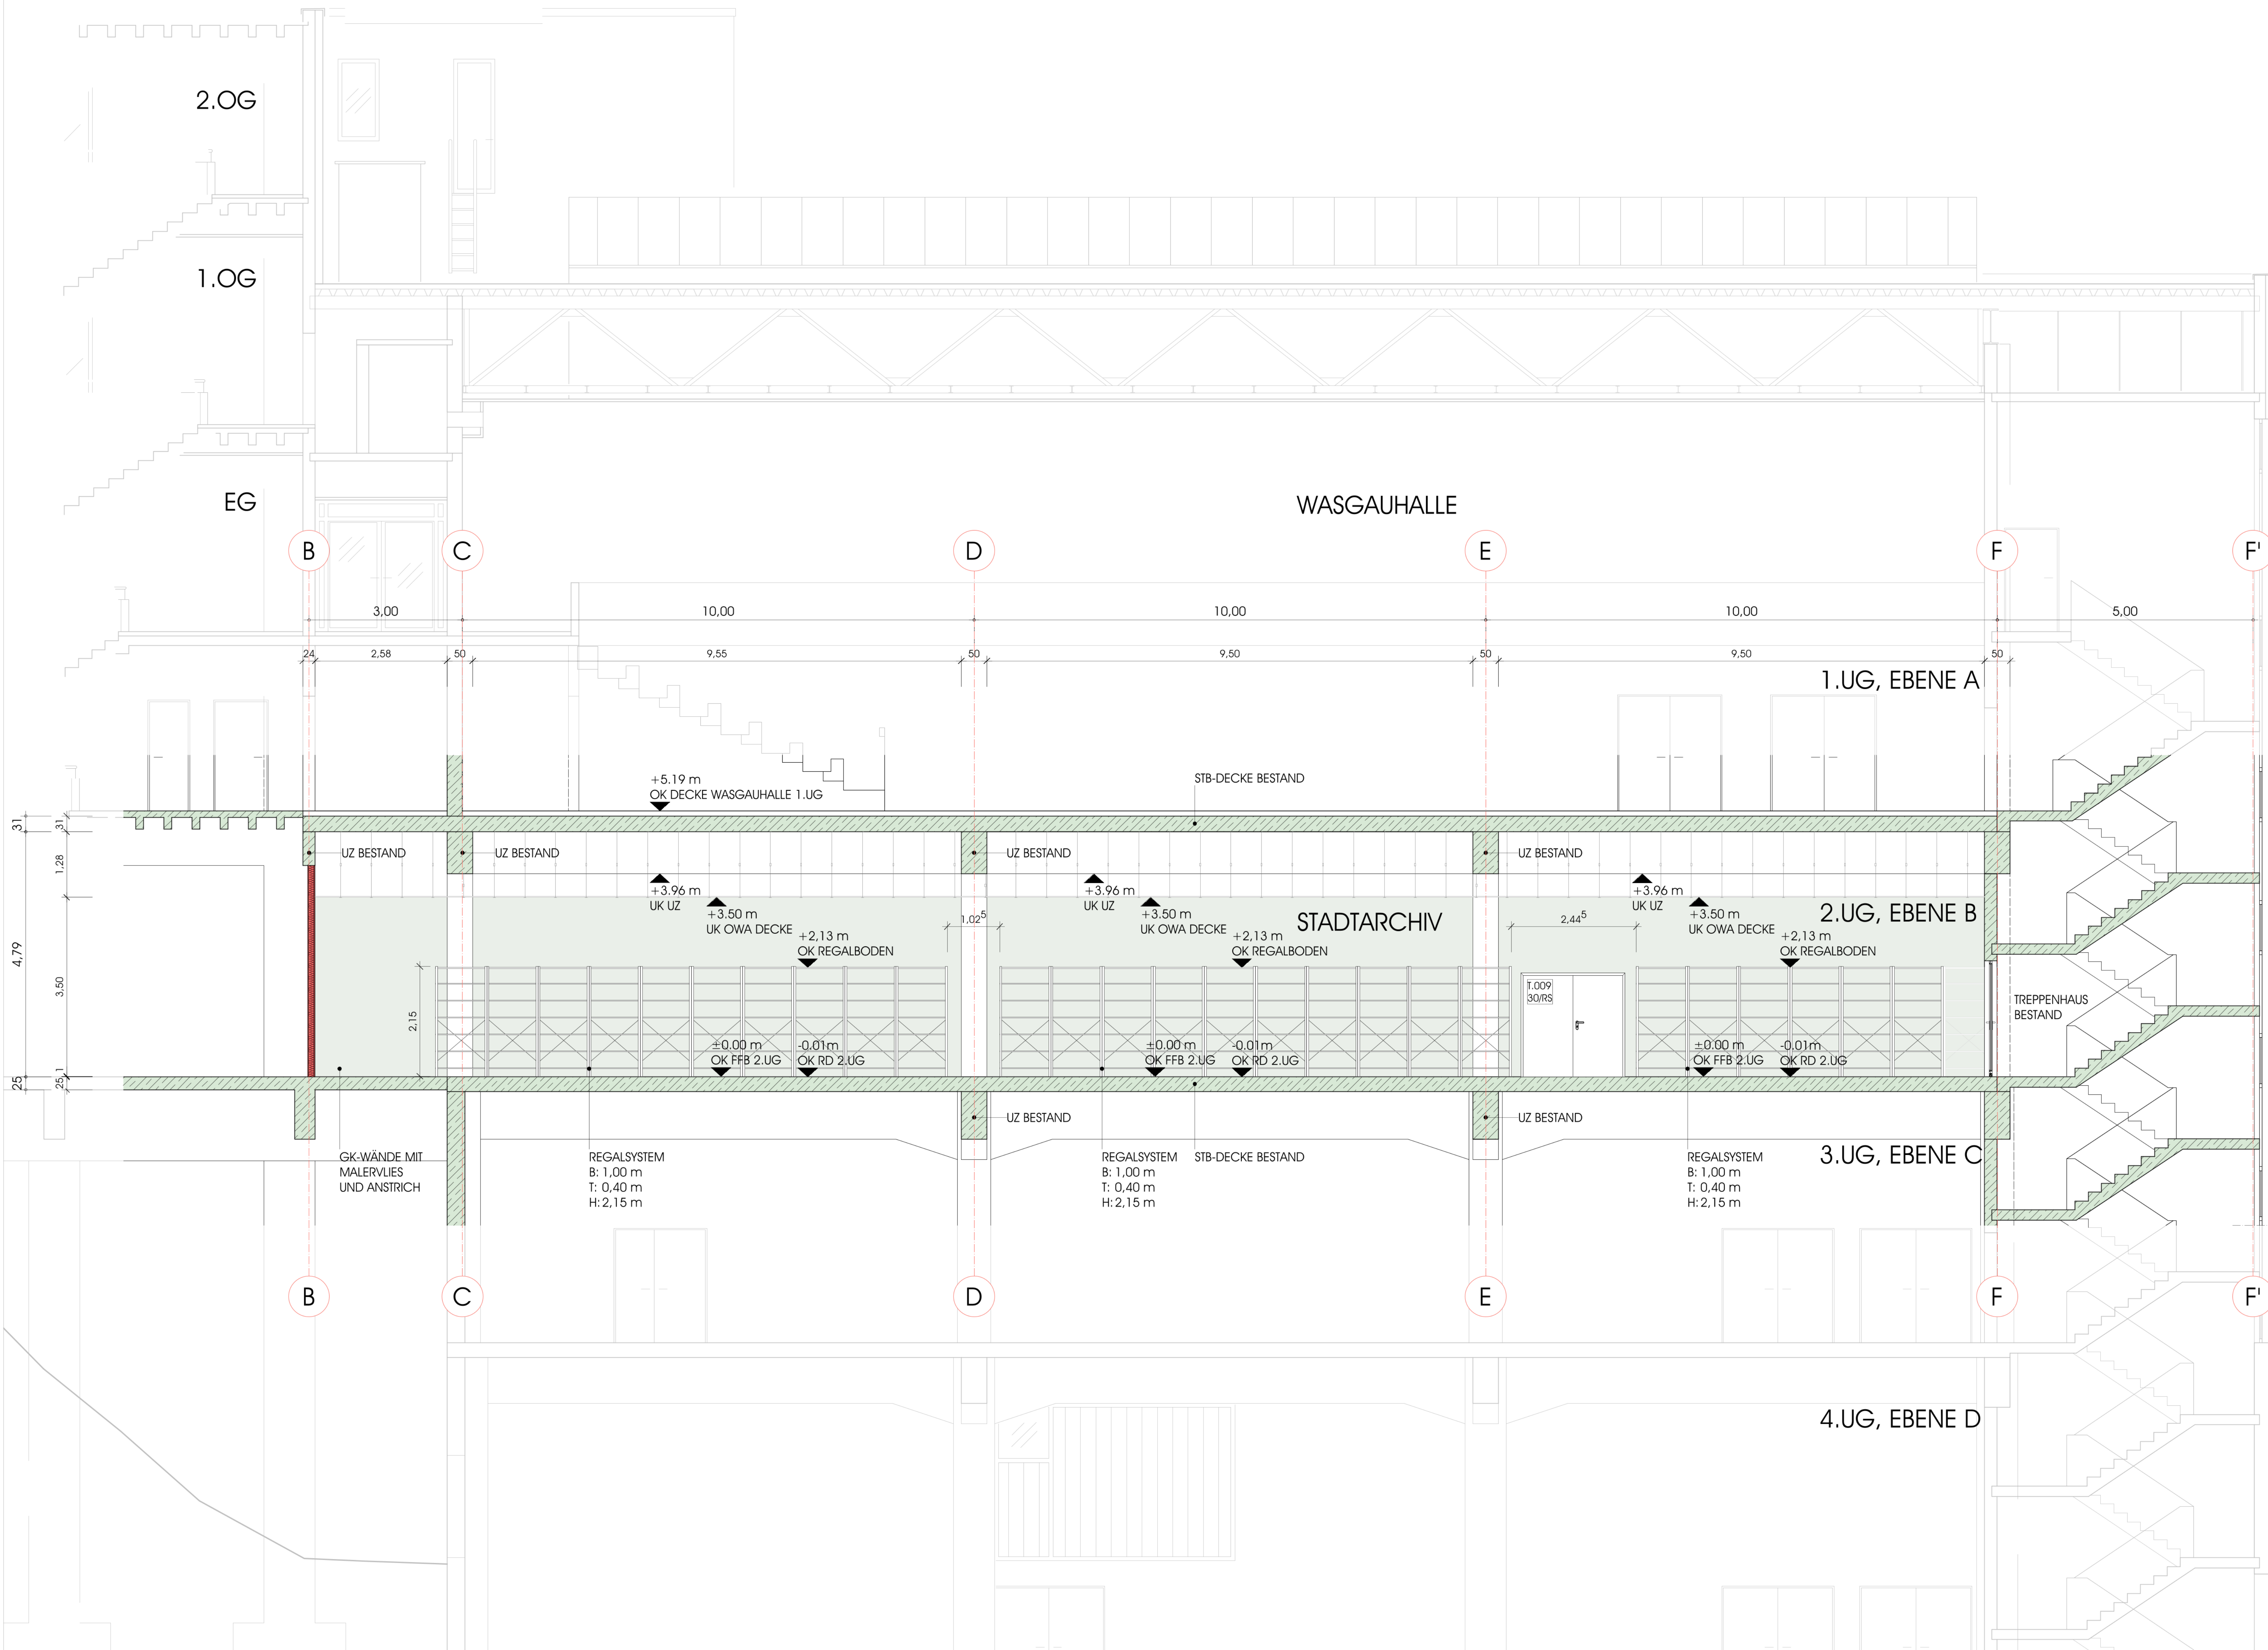 2.OG
1.OG
EG
WASGAUHALLE
B
C
D
E
F
F'
3,00
10,00
10,00
10,00
5,00
24
2,58
50
9,55
50
9,50
50
9,50
50
1.UG, EBENE A
+5.19 m
OK DECKE WASGAUHALLE 1.UG
STB-DECKE BESTAND
31
31
UZ BESTAND
UZ BESTAND
UZ BESTAND
UZ BESTAND
1,28
+3.96 m
UK UZ
+3.96 m
UK UZ
+3.96 m
UK UZ
+3.50 m
UK OWA DECKE
+3.50 m
UK OWA DECKE
+3.50 m
UK OWA DECKE
1,02⁵
STADTARCHIV
2,44⁵
2.UG, EBENE B
+2,13 m
OK REGALBODEN
+2,13 m
OK REGALBODEN
+2,13 m
OK REGALBODEN
4,79
3,50
2,15
T.009
30/RS
TREPPENHAUS
BESTAND
±0.00 m
OK FFB 2.UG
-0.01m
OK RD 2.UG
±0.00 m
OK FFB 2.UG
-0.01m
OK RD 2.UG
±0.00 m
OK FFB 2.UG
-0.01m
OK RD 2.UG
25
25
1
UZ BESTAND
UZ BESTAND
GK-WÄNDE MIT
MALERVLIES
UND ANSTRICH
REGALSYSTEM
B: 1,00 m
T: 0,40 m
H: 2,15 m
REGALSYSTEM
B: 1,00 m
T: 0,40 m
H: 2,15 m
STB-DECKE BESTAND
REGALSYSTEM
B: 1,00 m
T: 0,40 m
H: 2,15 m
3.UG, EBENE C
B
C
D
E
F
F'
4.UG, EBENE D